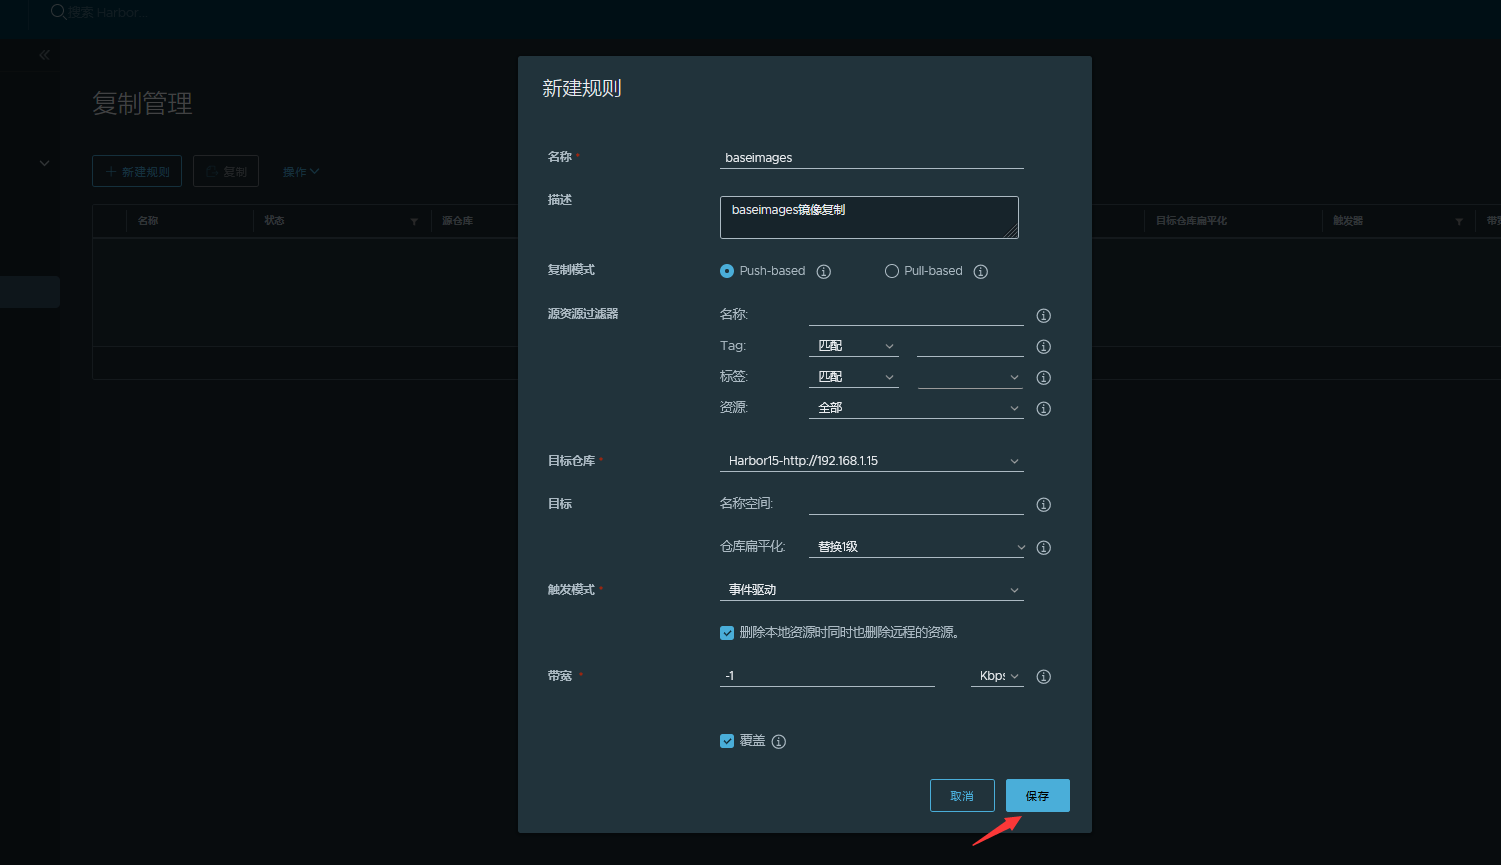 搜索 Harbor...
复制管理
新建规则
复制
操作
名称
状态
源仓库
目标仓库扁平化
触发器
带宽
新建规则
名称 *
baseimages
描述
baseimages镜像复制
复制模式
Push-based
Pull-based
源资源过滤器
名称:
Tag:
匹配
标签:
匹配
资源:
全部
目标仓库 *
Harbor15-http://192.168.1.15
目标
名称空间:
仓库扁平化:
替换1级
触发模式 *
事件驱动
删除本地资源时同时也删除远程的资源。
带宽 *
-1
Kbps
覆盖
取消
保存